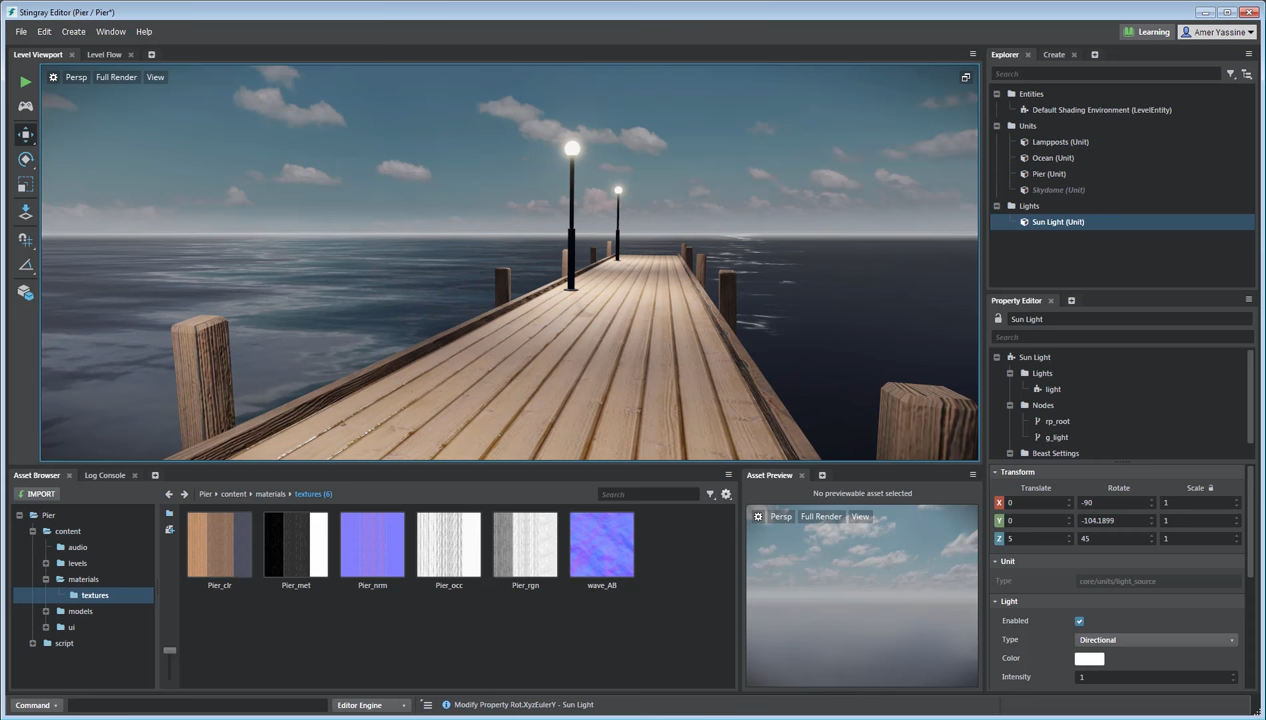 Stingray Editor (Pier / Pier*)
File Edit Create Window Help
Learning Amer Yassine
Level Viewport Level Flow
Persp Full Render View
Explorer Create
Search
Entities
Default Shading Environment (LevelEntity)
Units
Lampposts (Unit)
Ocean (Unit)
Pier (Unit)
Skydome (Unit)
Lights
Sun Light (Unit)
Property Editor
Sun Light
Search
Sun Light
Lights
light
Nodes
rp_root
g_light
Beast Settings
Transform
Translate Rotate Scale
X 0 -90 1
Y 0 -104.1899 1
Z 5 45 1
Unit
Type core/units/light_source
Light
Enabled
Type Directional
Color
Intensity 1
Asset Browser Log Console
IMPORT
Pier content materials textures (6)
Search
Pier
content
audio
levels
materials
textures
models
ui
script
Pier_clr Pier_met Pier_nrm Pier_occ Pier_rgn wave_AB
Asset Preview
No previewable asset selected
Persp Full Render View
Command Editor Engine Modify Property Rot.XyzEulerY - Sun Light